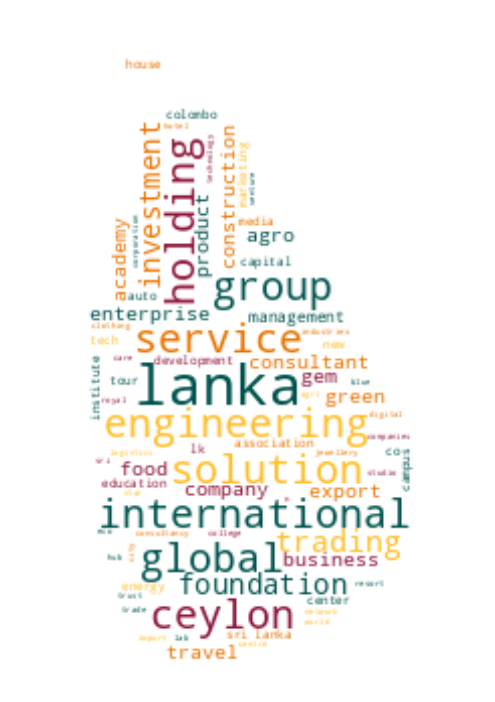 house
colombo
hotel
investment
holding
technology
construction
marketing
venture
product
academy
corporation
media
agro
capital
auto
group
enterprise
management
clothing
service
industries
tech
new
care
development
consultant
institute
tour
lanka
gem
blue
royal
agri
green
engineering
digital
companies
association
logistics
lk
jewellery
co
campus
sri
food
solution
studio
education
company
export
star
international
eco
consultancy
college
trading
hub
city
global
business
energy
foundation
resort
trust
center
trade
ceylon
network
world
import
lab
sri lanka
centre
travel